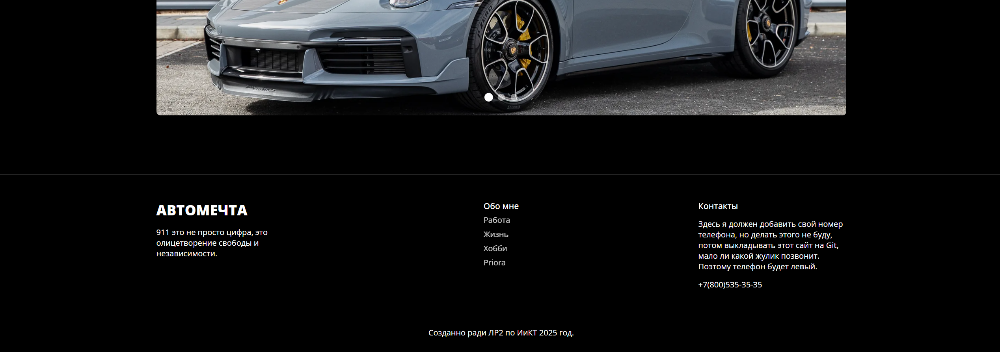 P ZERO
911 turbo S
АВТОМЕЧТА
911 это не просто цифра, это
олицетворение свободы и
независимости.
Обо мне
Работа
Жизнь
Хобби
Priora
Контакты
Здесь я должен добавить свой номер
телефона, но делать этого не буду,
потом выкладывать этот сайт на Git,
мало ли какой жулик позвонит.
Поэтому телефон будет левый.
+7(800)535-35-35
Созданно ради ЛР2 по ИиКТ 2025 год.